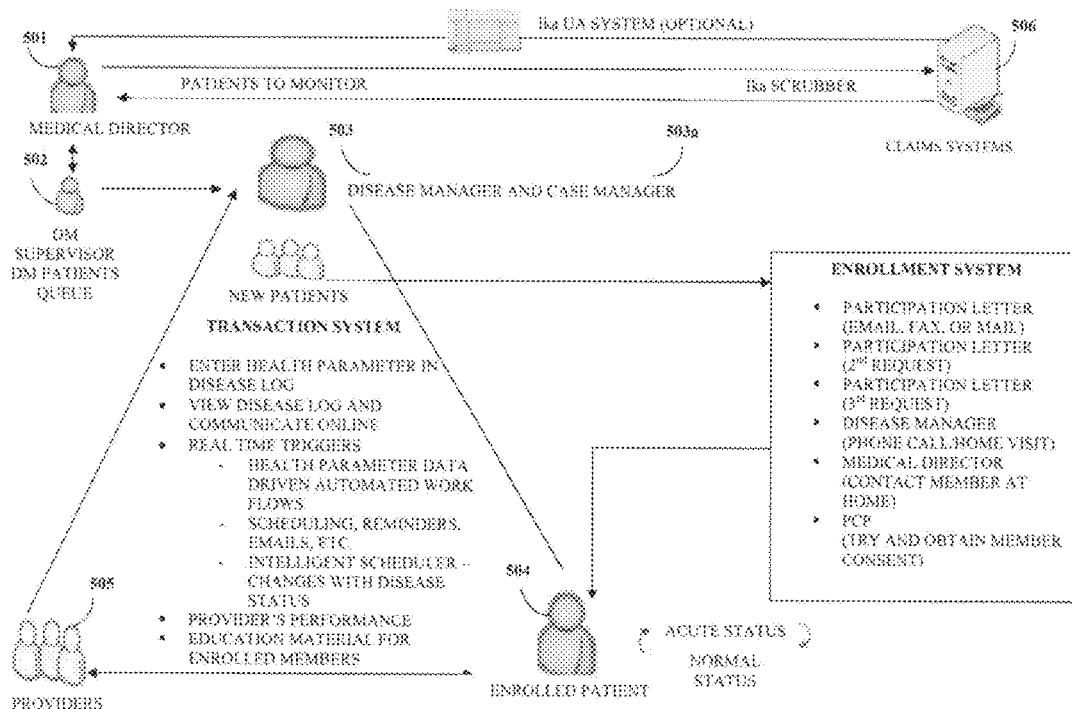 Ika UA SYSTEM (OPTIONAL)
501
506
PATIENTS TO MONITOR
Ika SCRUBBER
MEDICAL DIRECTOR
503
503a
CLAIMS SYSTEMS
502
DISEASE MANAGER AND CASE MANAGER
DM
SUPERVISOR
DM PATIENTS
QUEUE
NEW PATIENTS
TRANSACTION SYSTEM
• ENTER HEALTH PARAMETER IN
DISEASE LOG
• VIEW DISEASE LOG AND
COMMUNICATE ONLINE
• REAL TIME TRIGGERS
- HEALTH PARAMETER DATA
DRIVEN AUTOMATED WORK
FLOWS
- SCHEDULING, REMINDERS,
EMAILS, ETC.
- INTELLIGENT SCHEDULER –
CHANGES WITH DISEASE
STATUS
• PROVIDER'S PERFORMANCE
• EDUCATION MATERIAL FOR
ENROLLED MEMBERS
ENROLLMENT SYSTEM
• PARTICIPATION LETTER
(EMAIL, FAX, OR MAIL)
• PARTICIPATION LETTER
(2ND REQUEST)
• PARTICIPATION LETTER
(3RD REQUEST)
• DISEASE MANAGER
(PHONE CALL/HOME VISIT)
• MEDICAL DIRECTOR
(CONTACT MEMBER AT
HOME)
• PCP
(TRY AND OBTAIN MEMBER
CONSENT)
505
504
PROVIDERS
ENROLLED PATIENT
ACUTE STATUS
NORMAL
STATUS